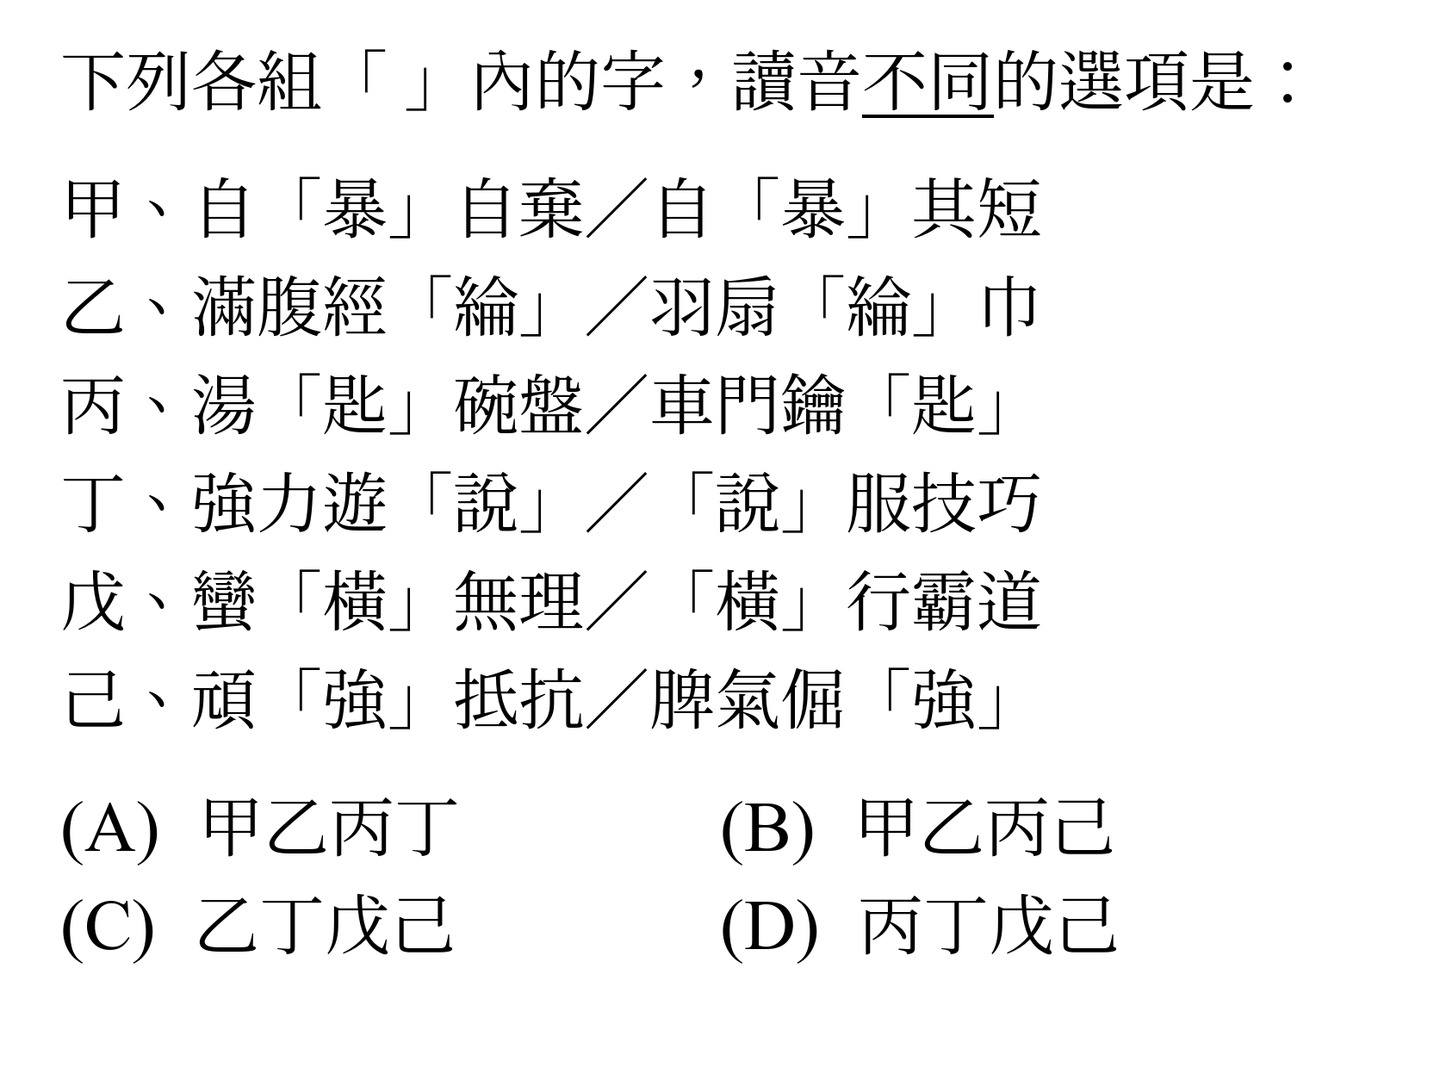 下列各組「 」內的字，讀音不同的選項是：
甲、自「暴」自棄／自「暴」其短
乙、滿腹經「綸」／羽扇「綸」巾
丙、湯「匙」碗盤／車門鑰「匙」
丁、強力遊「說」／「說」服技巧
戊、蠻「橫」無理／「橫」行霸道
己、頑「強」抵抗／脾氣倔「強」
(A) 甲乙丙丁 (B) 甲乙丙己
(C) 乙丁戊己 (D) 丙丁戊己